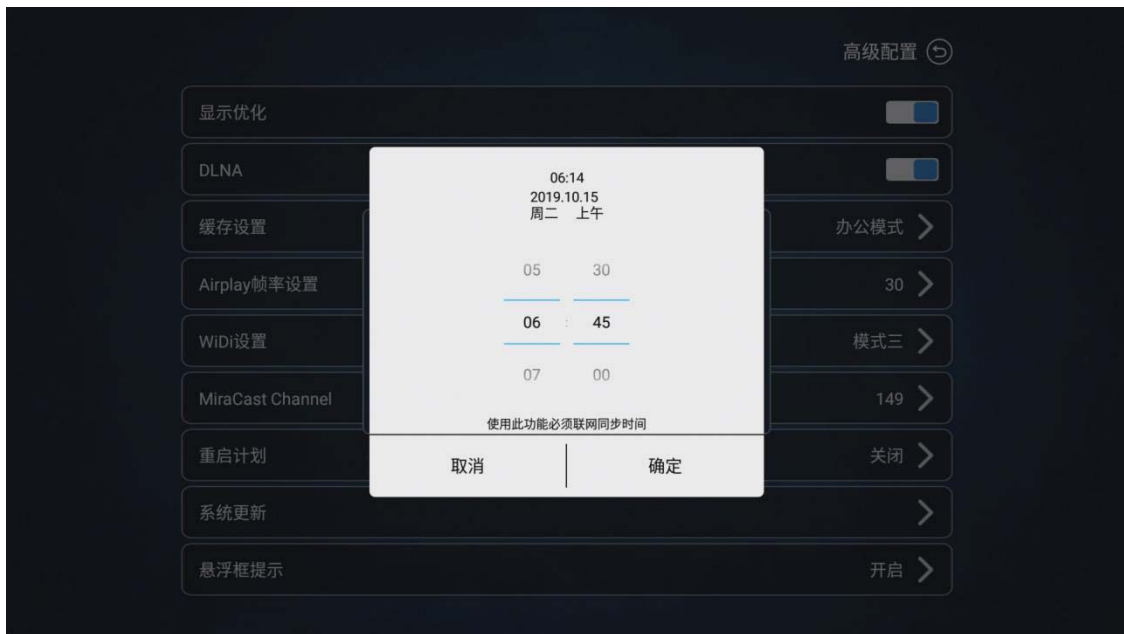 高级配置
显示优化
DLNA
缓存设置
办公模式
Airplay帧率设置
30
WiDi设置
模式三
MiraCast Channel
149
重启计划
关闭
系统更新
悬浮框提示
开启
06:14
2019.10.15
周二 上午
05 30
06 : 45
07 00
使用此功能必须联网同步时间
取消 确定